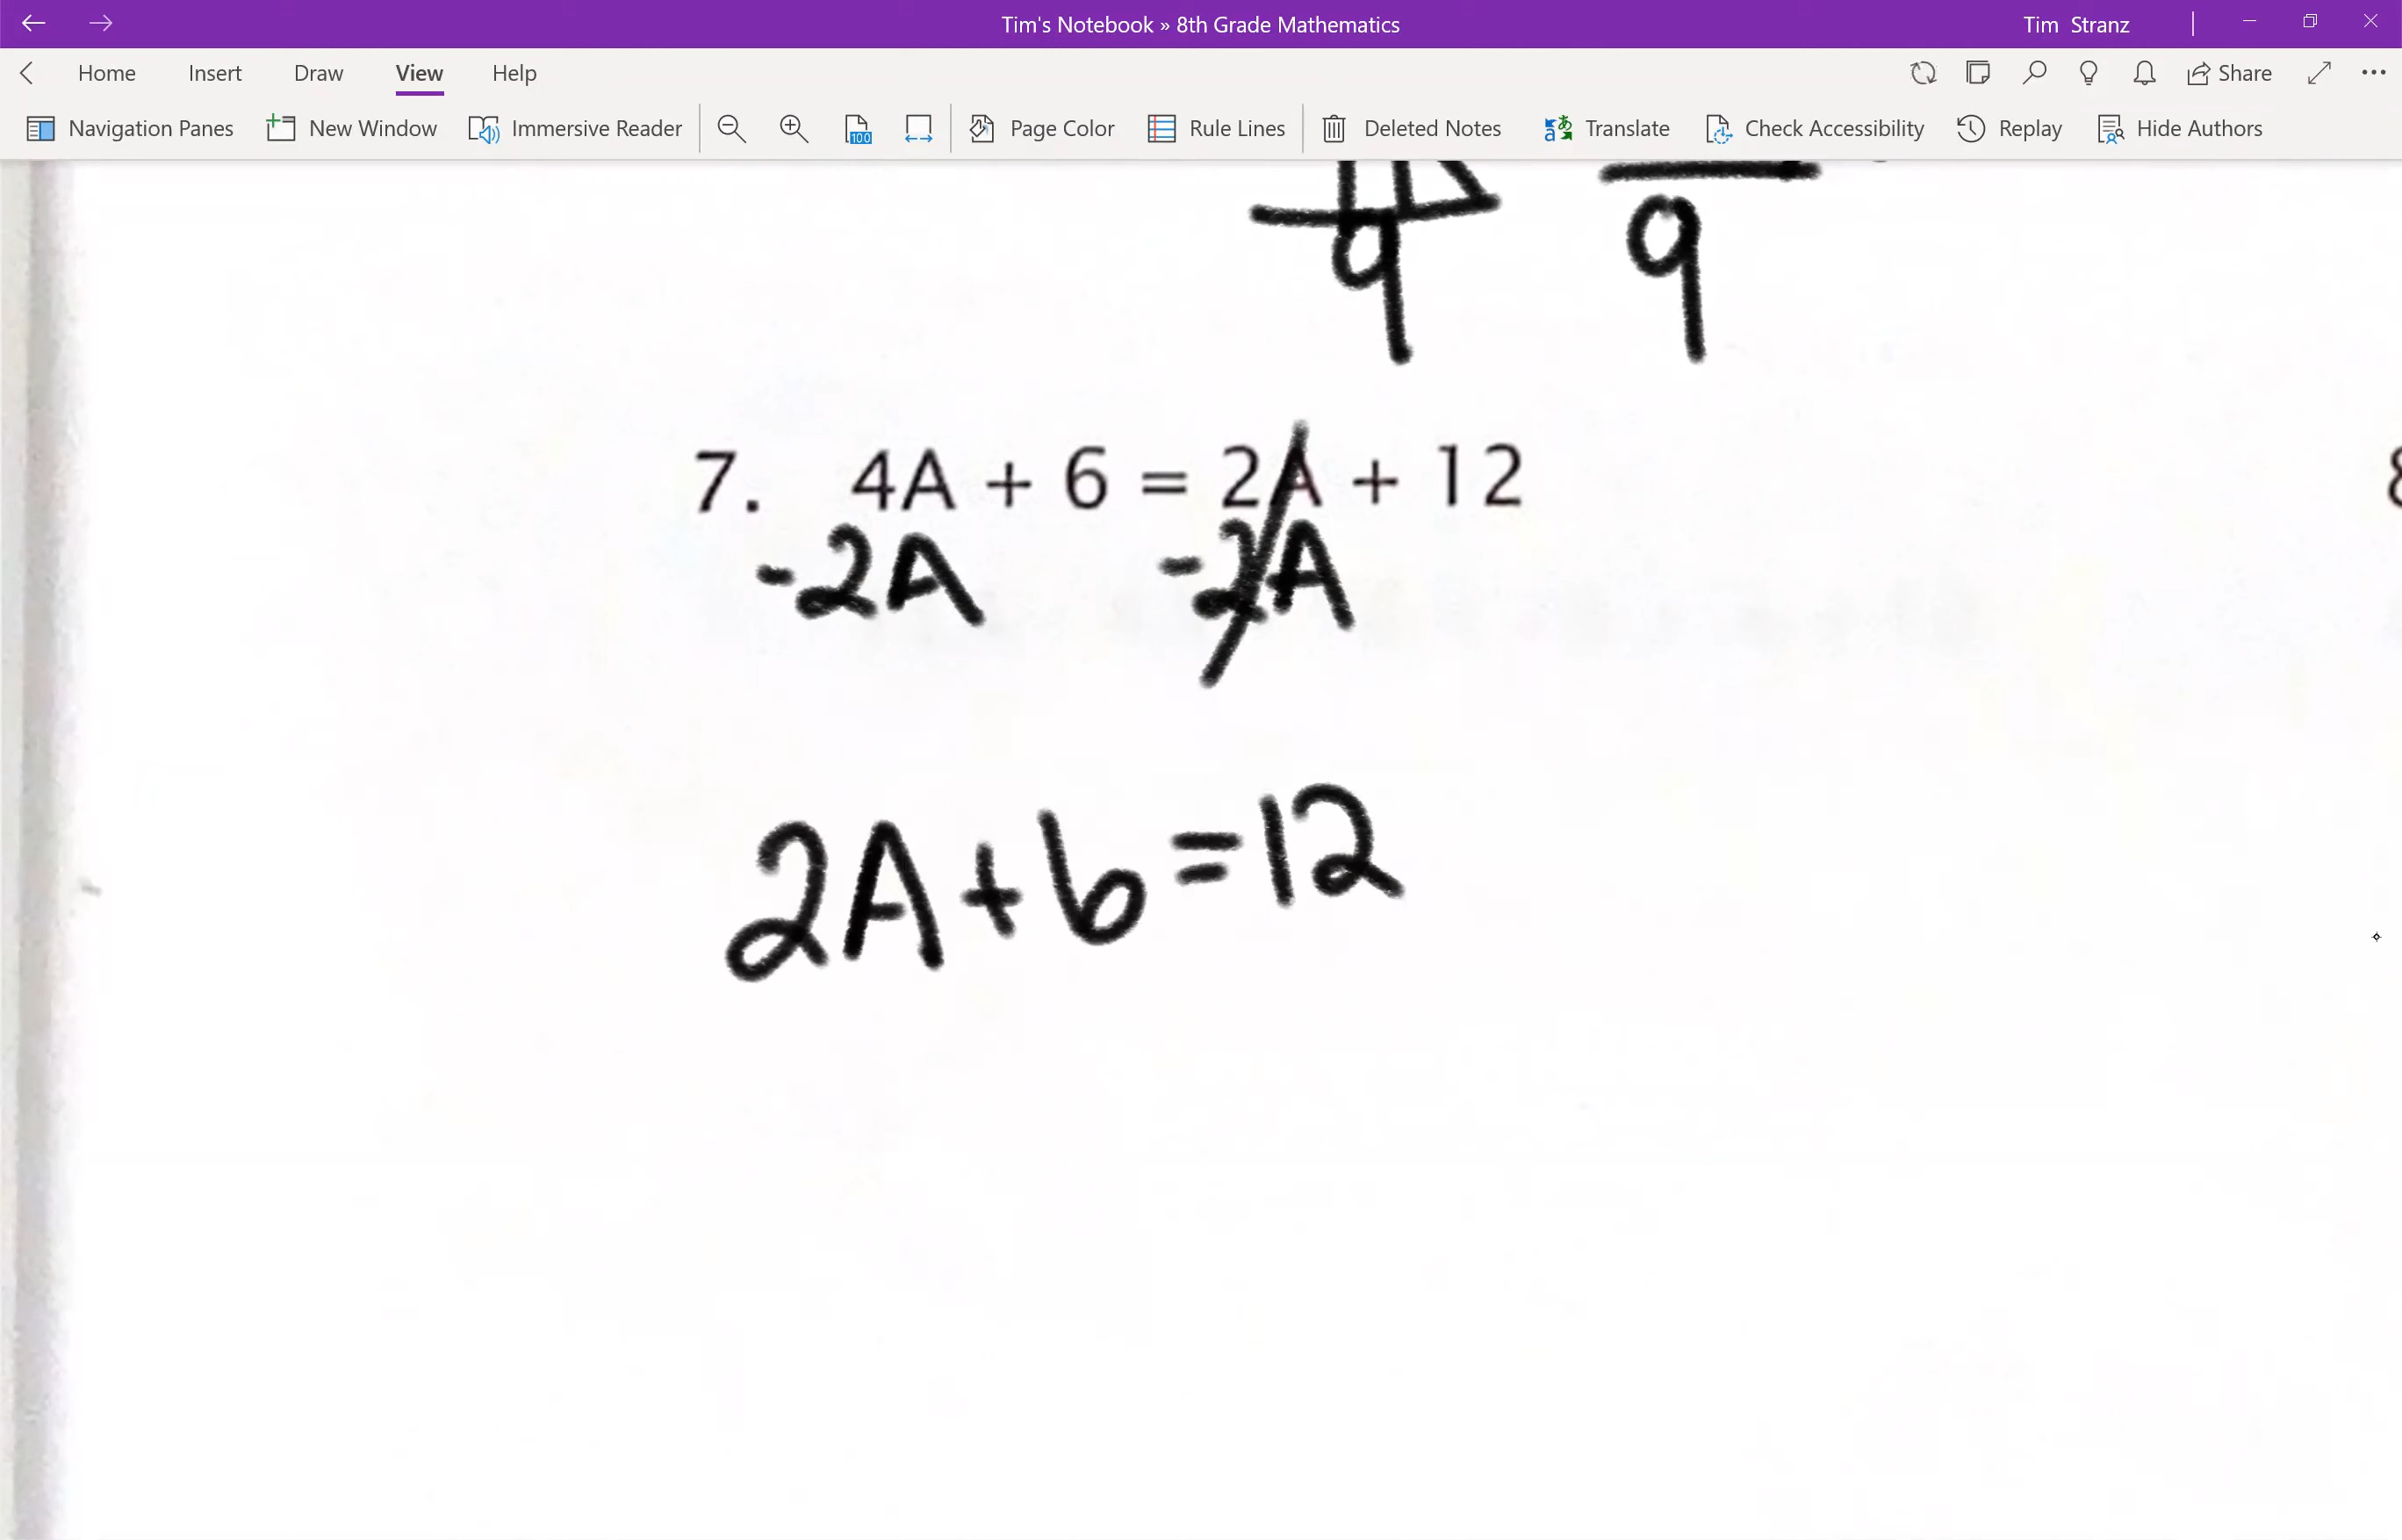 Tim's Notebook » 8th Grade Mathematics Tim Stranz
Home Insert Draw View Help Share
Navigation Panes New Window Immersive Reader 100 Page Color Rule Lines Deleted Notes Translate Check Accessibility Replay Hide Authors
9 9
7. 4A + 6 = 2A + 12
-2A -2A
2A+6=12